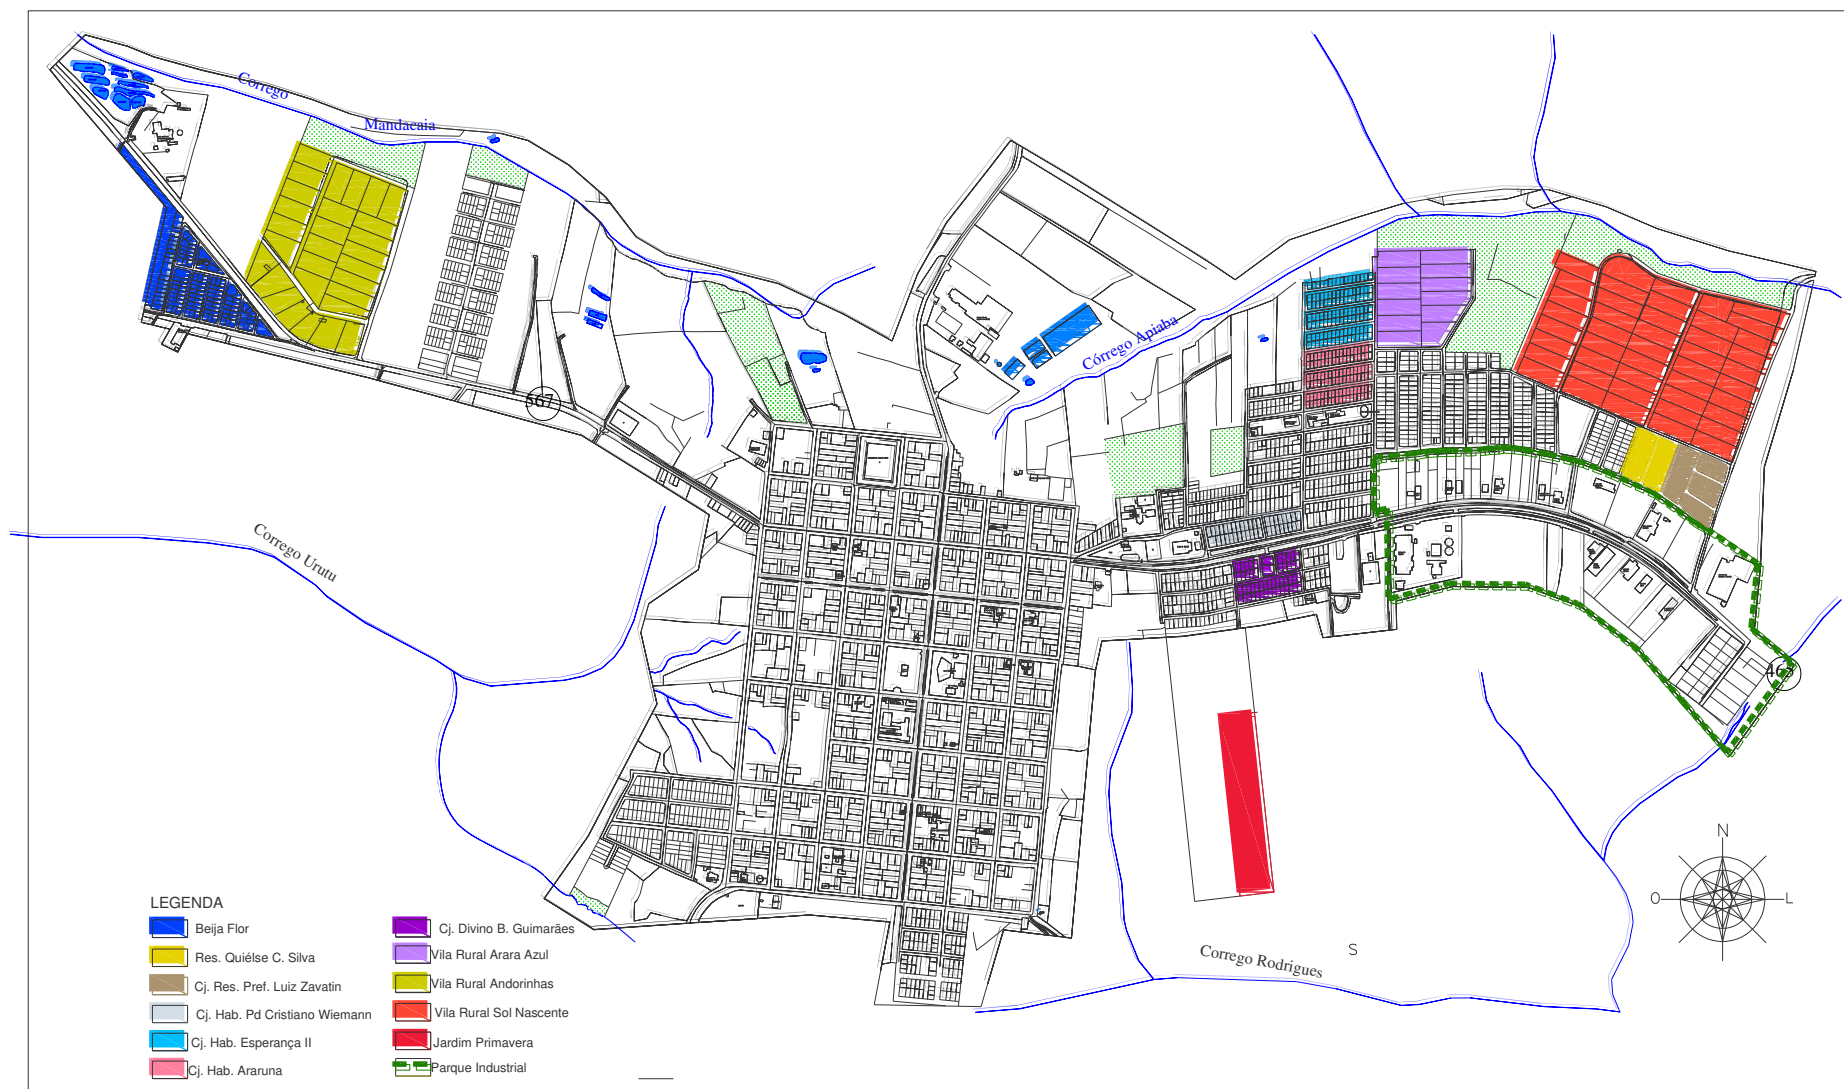 Corrego
Mandacaia
Córrego Apiaba
567
Corrego Urutu
N
O
L
S
Corrego Rodrigues
LEGENDA
Beija Flor
Res. Quiélse C. Silva
Cj. Res. Pref. Luiz Zavatin
Cj. Hab. Pd Cristiano Wiemann
Cj. Hab. Esperança II
Cj. Hab. Araruna
Cj. Divino B. Guimarães
Vila Rural Arara Azul
Vila Rural Andorinhas
Vila Rural Sol Nascente
Jardim Primavera
Parque Industrial